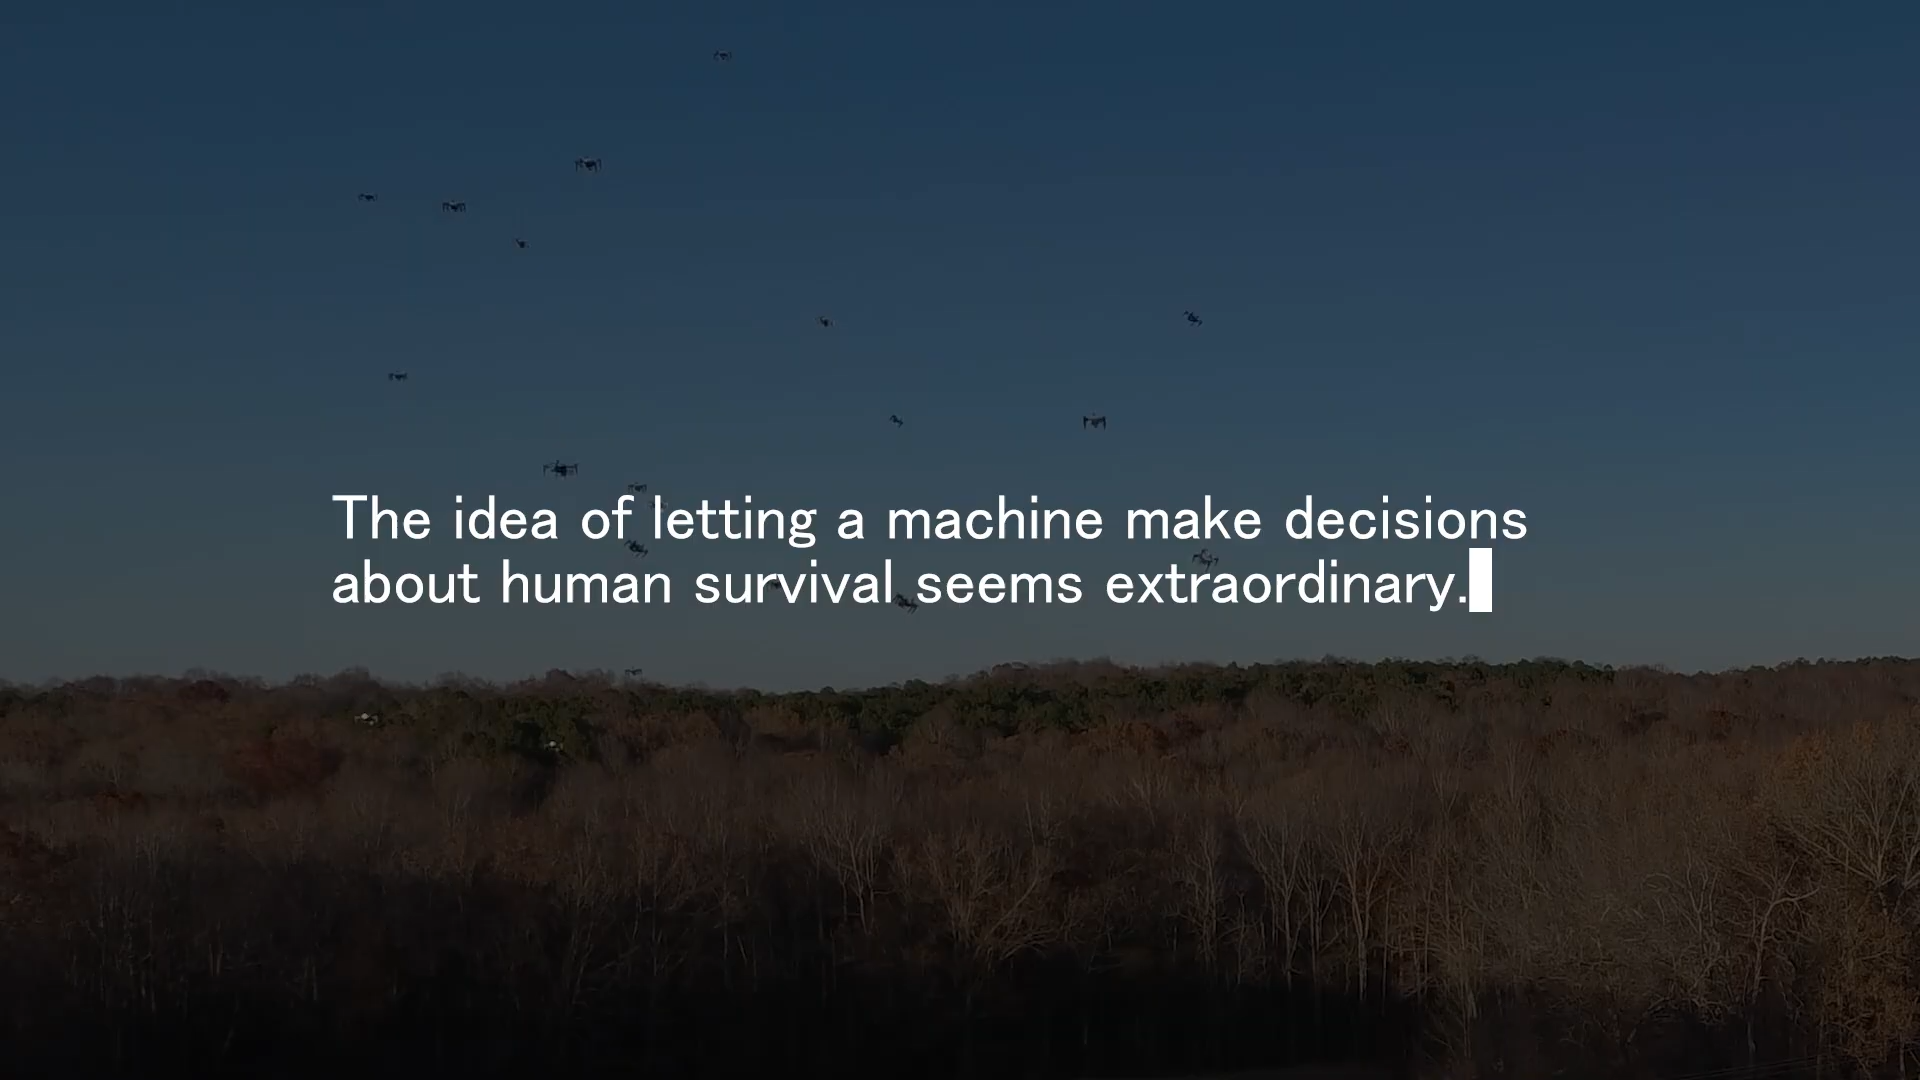 The idea of letting a machine make decisions
about human survival seems extraordinary.